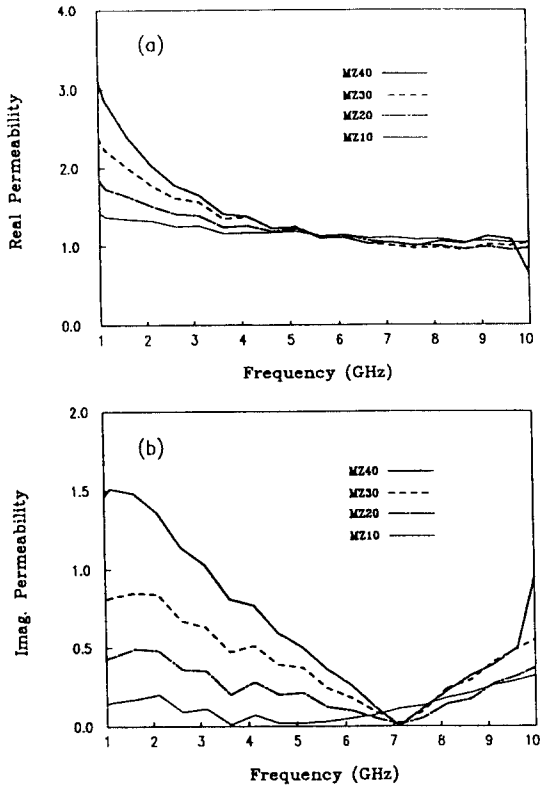 4.0
(a)
MZ40
MZ30
MZ20
MZ10
3.0
2.0
1.0
0.0
Real Permeability
1 2 3 4 5 6 7 8 9 10
Frequency (GHz)
2.0
(b)
MZ40
MZ30
MZ20
MZ10
1.5
1.0
0.5
0.0
Imag. Permeability
1 2 3 4 5 6 7 8 9 10
Frequency (GHz)